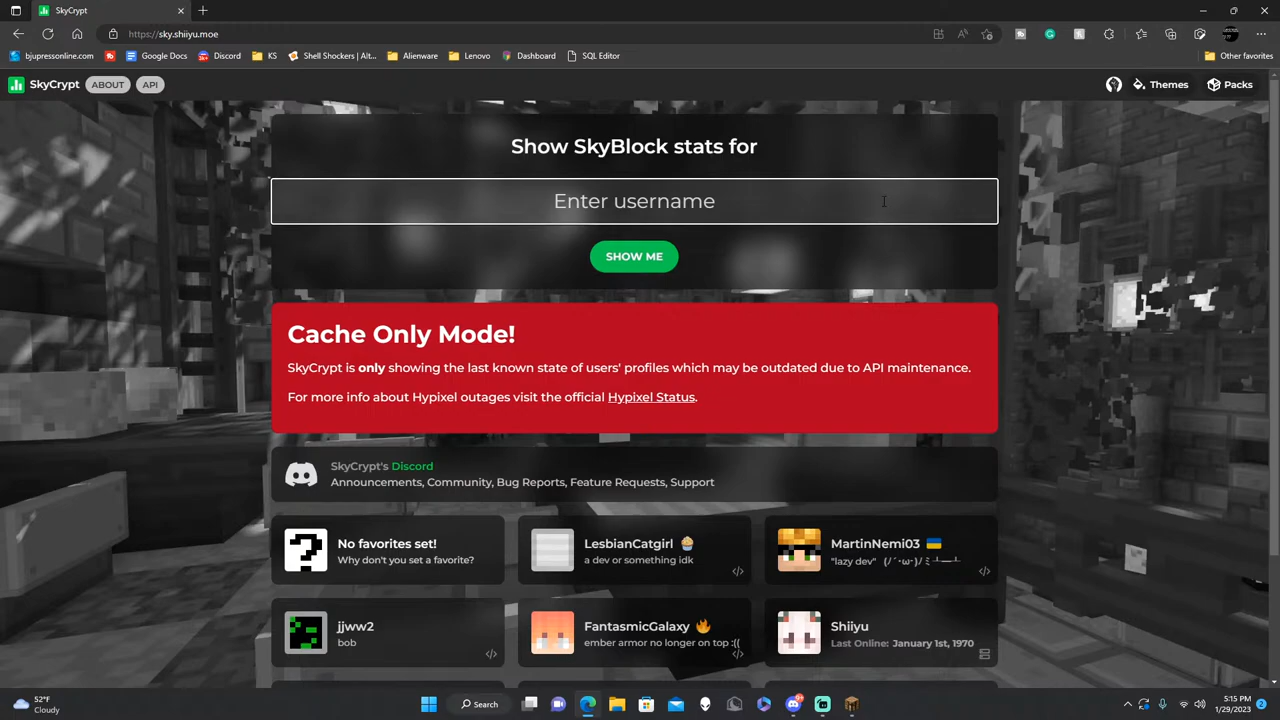 SkyCrypt
https://sky.shiiyu.moe
bjupressonline.com
Google Docs
Discord
KS
Shell Shockers | Alt...
Alienware
Lenovo
Dashboard
SQL Editor
Other favorites
SkyCrypt
ABOUT
API
Themes
Packs
Show SkyBlock stats for
Enter username
SHOW ME
Cache Only Mode!
SkyCrypt is only showing the last known state of users' profiles which may be outdated due to API maintenance.
For more info about Hypixel outages visit the official Hypixel Status.
SkyCrypt's Discord
Announcements, Community, Bug Reports, Feature Requests, Support
No favorites set!
Why don't you set a favorite?
LesbianCatgirl
a dev or something idk
MartinNemi03
"lazy dev"
jjww2
bob
FantasmicGalaxy
ember armor no longer on top :((
Shiiyu
Last Online: January 1st, 1970
52°F
Cloudy
Search
5:15 PM
1/29/2023